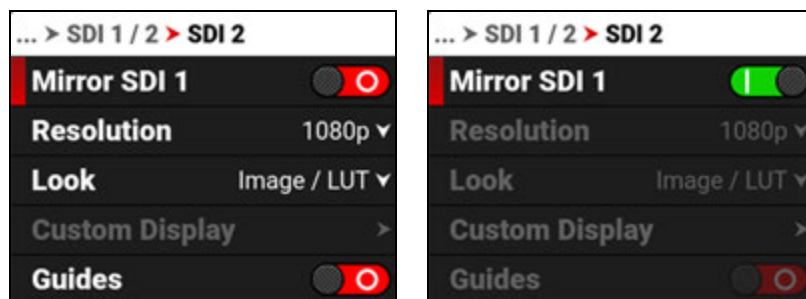 ... > SDI 1 / 2 > SDI 2
Mirror SDI 1
Resolution 1080p
Look Image / LUT
Custom Display >
Guides
... > SDI 1 / 2 > SDI 2
Mirror SDI 1
Resolution 1080p
Look Image / LUT
Custom Display >
Guides